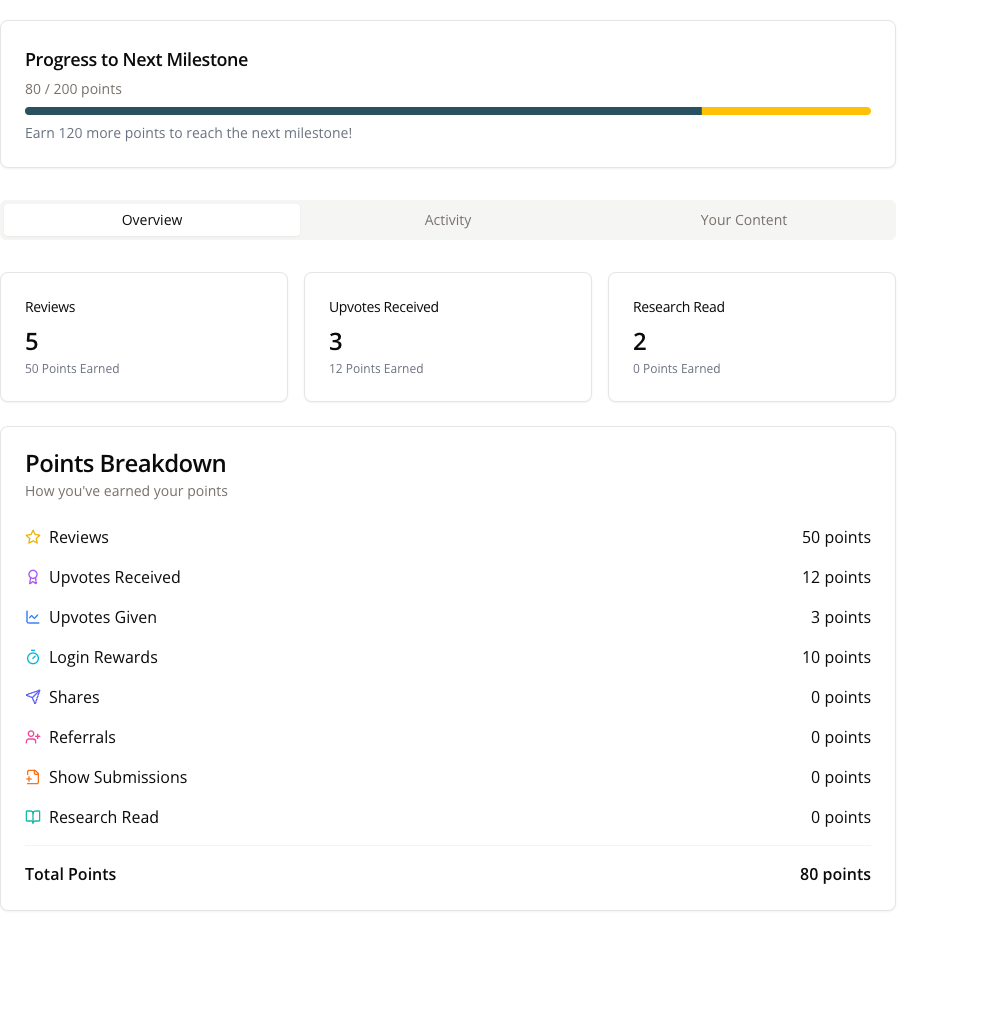 Progress to Next Milestone
80 / 200 points
Earn 120 more points to reach the next milestone!
Overview
Activity
Your Content
Reviews
5
50 Points Earned
Upvotes Received
3
12 Points Earned
Research Read
2
0 Points Earned
Points Breakdown
How you've earned your points
Reviews 50 points
Upvotes Received 12 points
Upvotes Given 3 points
Login Rewards 10 points
Shares 0 points
Referrals 0 points
Show Submissions 0 points
Research Read 0 points
Total Points 80 points